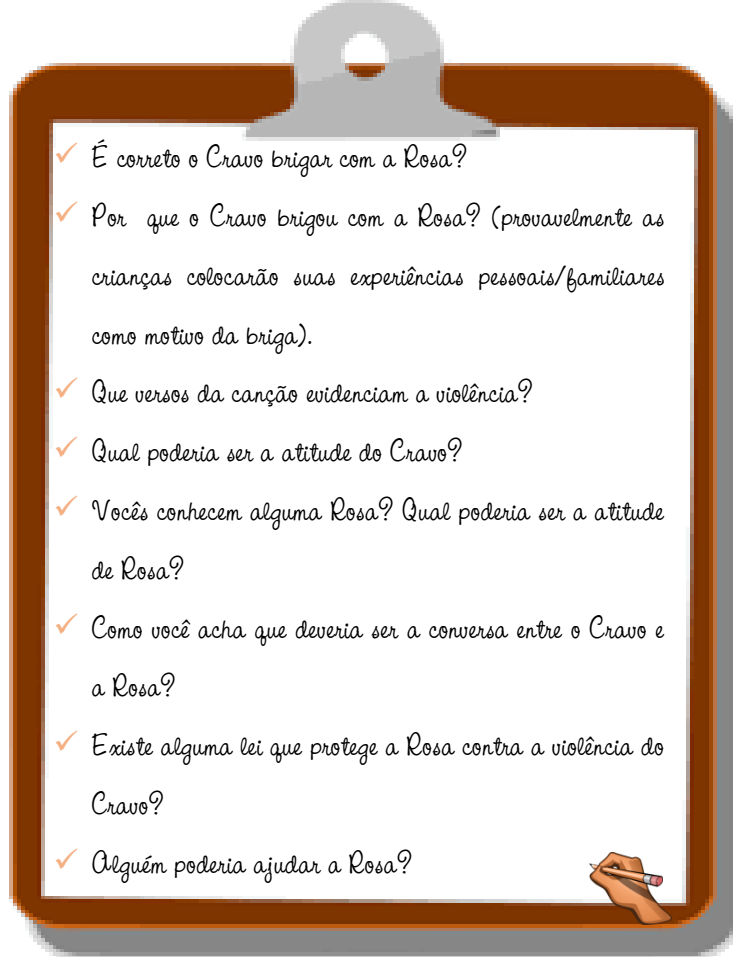 ✓ É correto o Cravo brigar com a Rosa?
✓ Por que o Cravo brigou com a Rosa? (provavelmente as
crianças colocarão suas experiências pessoais/familiares
como motivo da briga).
✓ Que versos da canção evidenciam a violência?
✓ Qual poderia ser a atitude do Cravo?
✓ Vocês conhecem alguma Rosa? Qual poderia ser a atitude
de Rosa?
✓ Como você acha que deveria ser a conversa entre o Cravo e
a Rosa?
✓ Existe alguma lei que protege a Rosa contra a violência do
Cravo?
✓ Alguém poderia ajudar a Rosa?